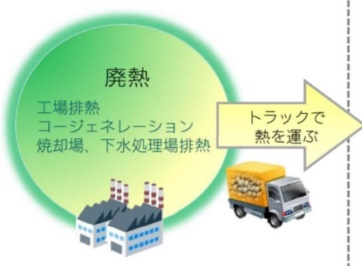 廃熱
工場排熱
コージェネレーション
焼却場、下水処理場排熱
トラックで
熱を運ぶ